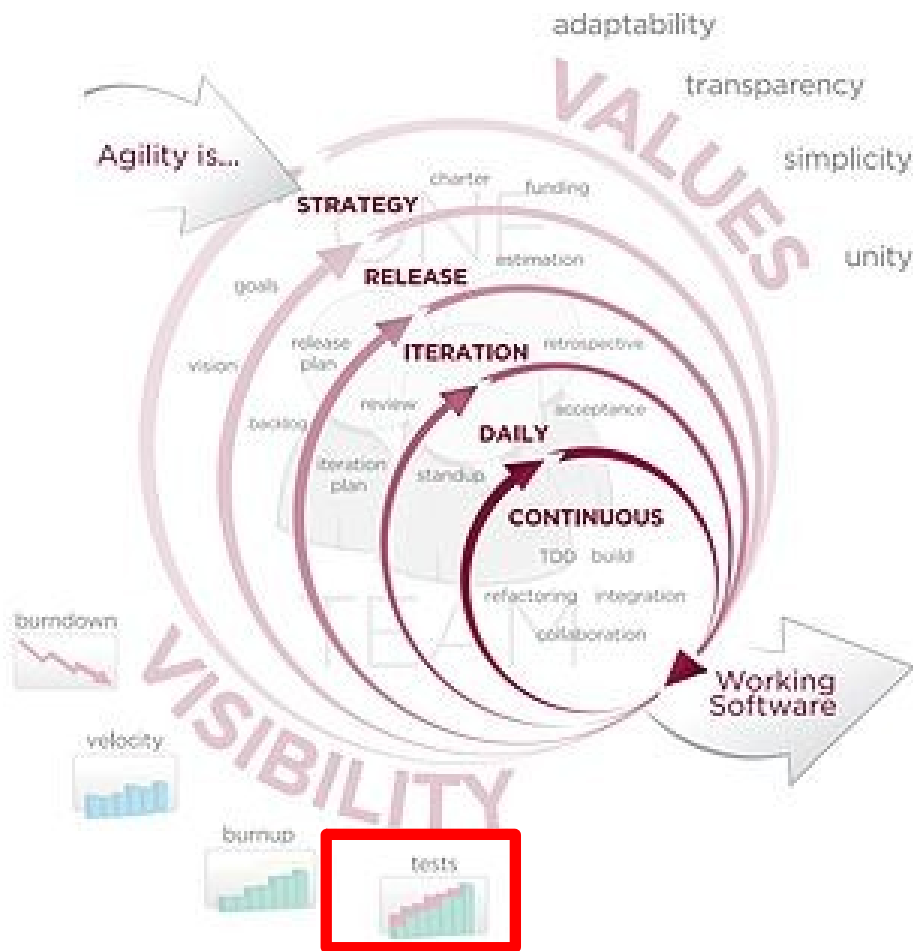 adaptability
transparency
VALUES
simplicity
unity
Agility is...
STRATEGY
charter
funding
goals
RELEASE
estimation
vision
release
plan
ITERATION
retrospective
backlog
review
acceptance
DAILY
iteration
plan
standup
CONTINUOUS
TDD build
refactoring integration
collaboration
ONE
TEAM
Working
Software
VISIBILITY
burndown
velocity
burnup
tests